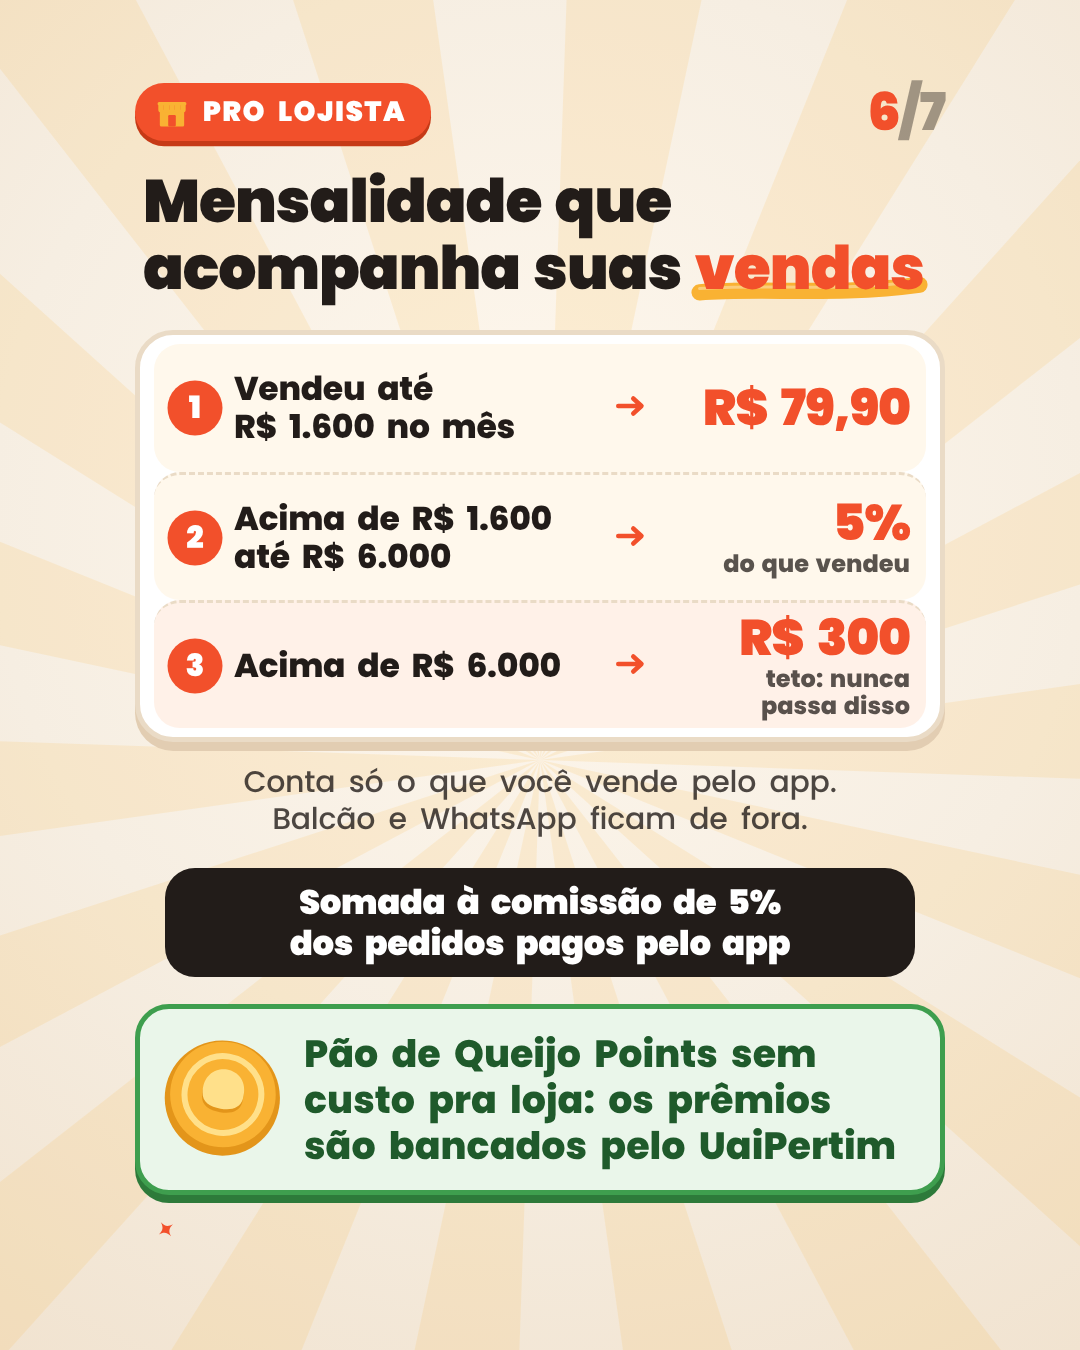 PRO LOJISTA
6/7
Mensalidade que
acompanha suas vendas
1
Vendeu até
R$ 1.600 no mês
→
R$ 79,90
2
Acima de R$ 1.600
até R$ 6.000
→
5%
do que vendeu
3
Acima de R$ 6.000
→
R$ 300
teto: nunca
passa disso
Conta só o que você vende pelo app.
Balcão e WhatsApp ficam de fora.
Somada à comissão de 5%
dos pedidos pagos pelo app
Pão de Queijo Points sem
custo pra loja: os prêmios
são bancados pelo UaiPertim